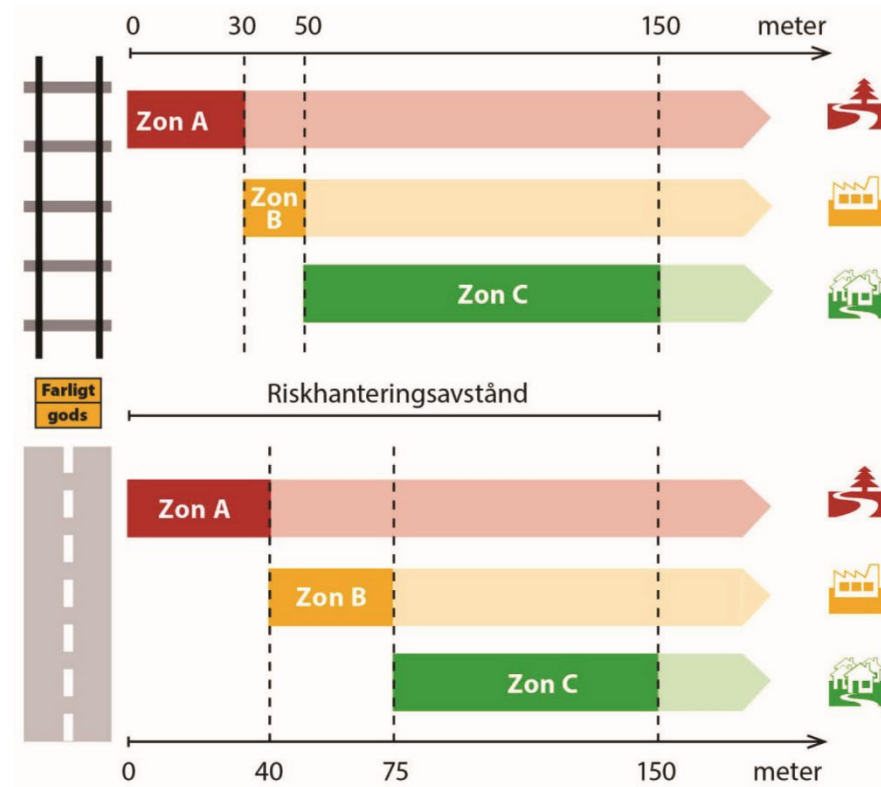 0 30 50 150 meter
Zon A
Zon
B
Zon C
Farligt
gods
Riskhanteringsavstånd
Zon A
Zon B
Zon C
0 40 75 150 meter